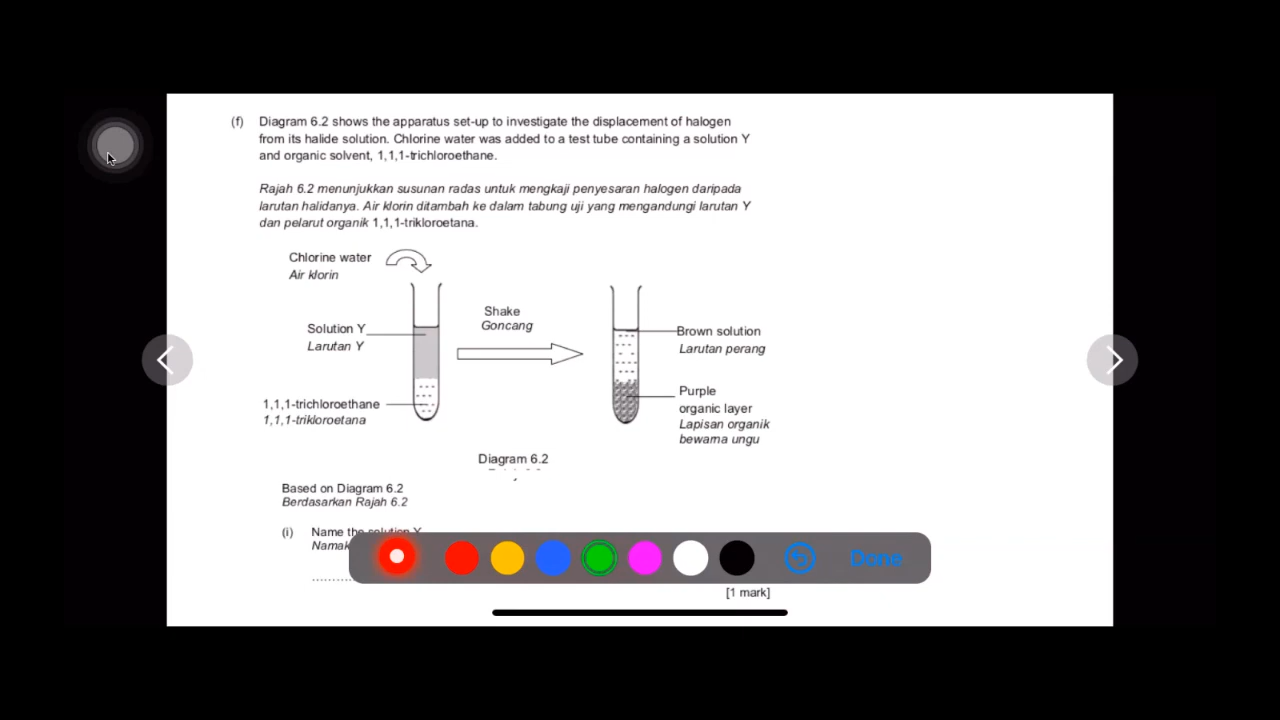 (f) Diagram 6.2 shows the apparatus set-up to investigate the displacement of halogen
from its halide solution. Chlorine water was added to a test tube containing a solution Y
and organic solvent, 1,1,1-trichloroethane.
Rajah 6.2 menunjukkan susunan radas untuk mengkaji penyesaran halogen daripada
larutan halidanya. Air klorin ditambah ke dalam tabung uji yang mengandungi larutan Y
dan pelarut organik 1,1,1-trikloroetana.
Chlorine water
Air klorin
Solution Y
Larutan Y
1,1,1-trichloroethane
1,1,1-trikloroetana
Shake
Goncang
Brown solution
Larutan perang
Purple
organic layer
Lapisan organik
bewarna ungu
Diagram 6.2
Based on Diagram 6.2
Berdasarkan Rajah 6.2
(i) Name the solution Y
Namak
Done
[1 mark]